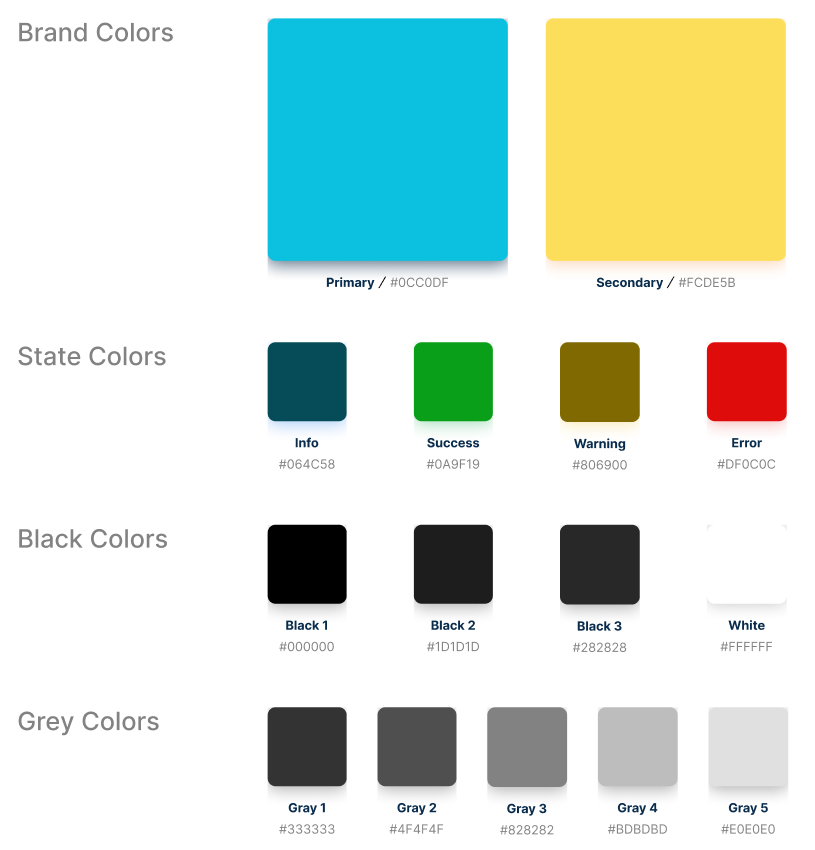 Brand Colors
Primary / #0CC0DF
Secondary / #FCDE5B
State Colors
Info
#064C58
Success
#0A9F19
Warning
#806900
Error
#DF0C0C
Black Colors
Black 1
#000000
Black 2
#1D1D1D
Black 3
#282828
White
#FFFFFF
Grey Colors
Gray 1
#333333
Gray 2
#4F4F4F
Gray 3
#828282
Gray 4
#BDBDBD
Gray 5
#E0E0E0